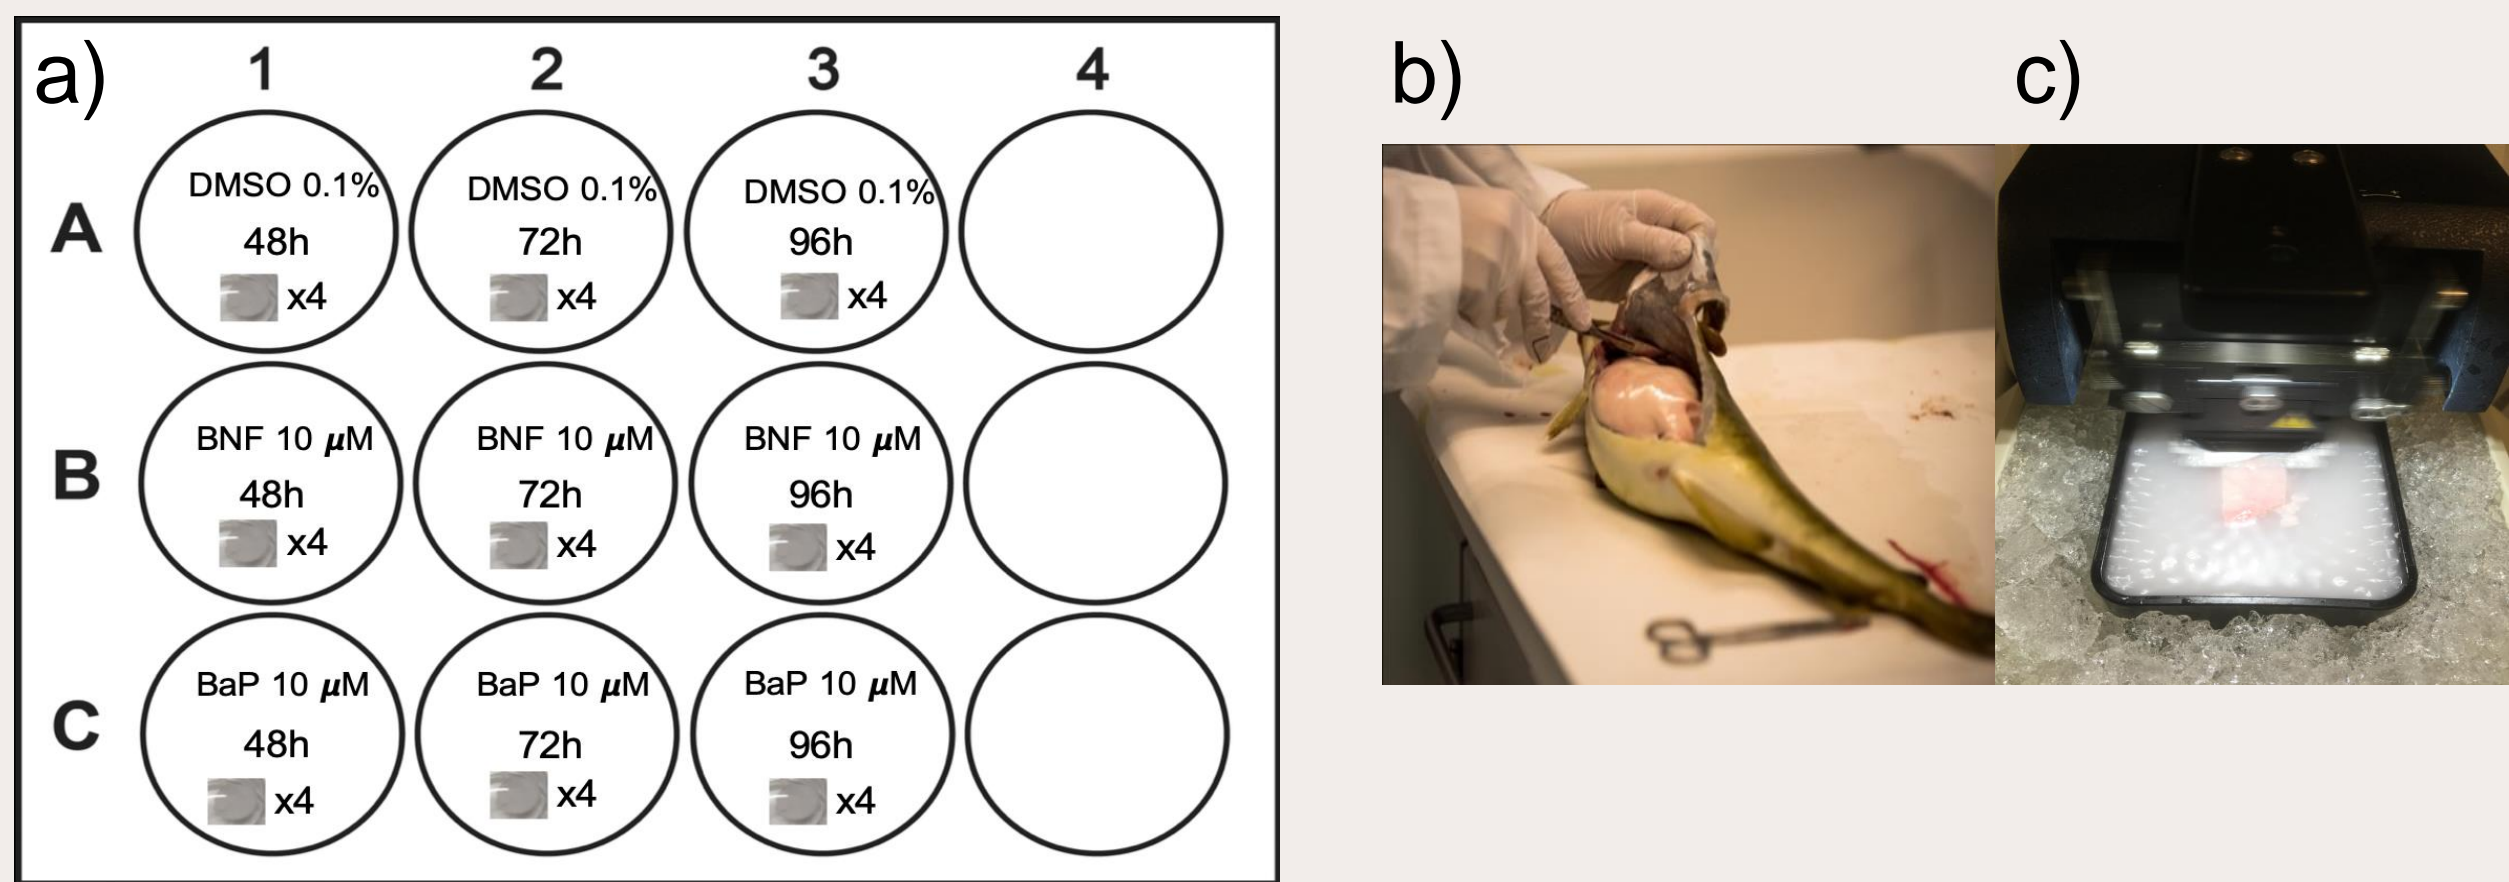 a)
1 2 3 4
A
DMSO 0.1%
48h
x4
DMSO 0.1%
72h
x4
DMSO 0.1%
96h
x4
B
BNF 10 µM
48h
x4
BNF 10 µM
72h
x4
BNF 10 µM
96h
x4
C
BaP 10 µM
48h
x4
BaP 10 µM
72h
x4
BaP 10 µM
96h
x4
b)
c)